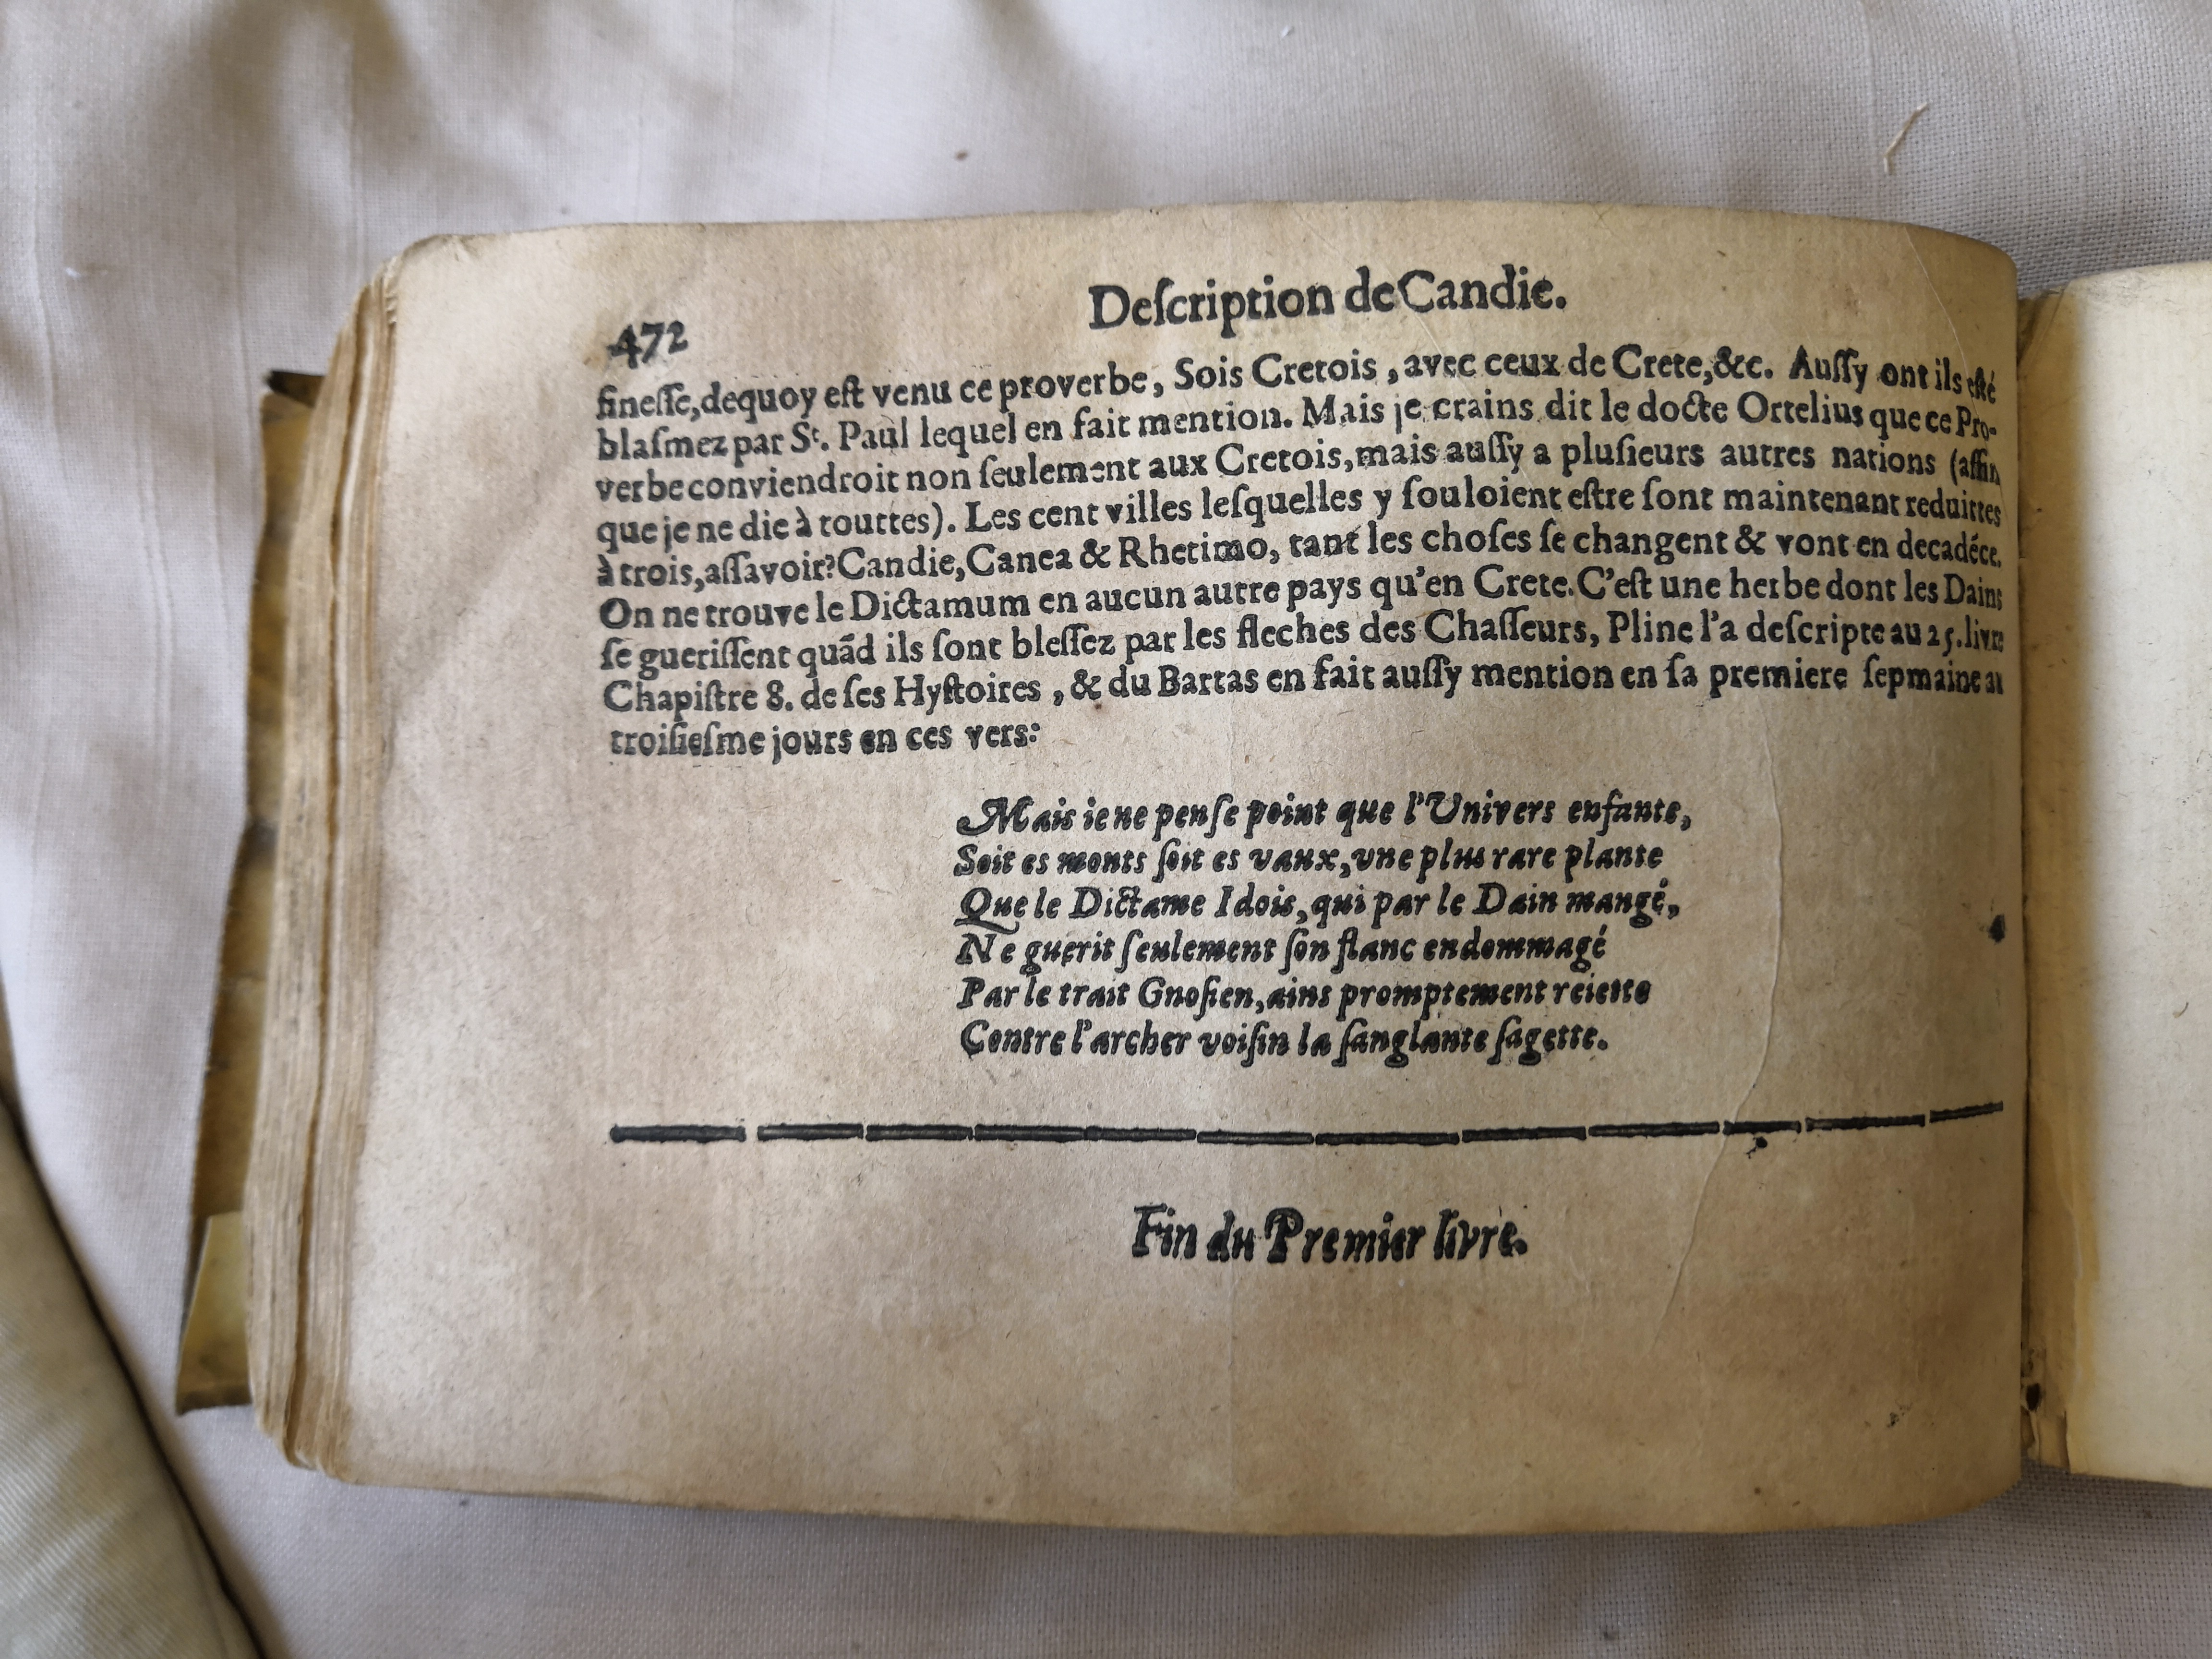 Deſcription de Candie.
472
fineſſe, dequoy eſt venu ce proverbe, Sois Cretois, avec ceux de Crete, &c. Auſſy ont ils eſté
blaſmez par Sᵗ. Paul lequel en fait mention. Mais je crains dit le docte Ortelius que ce Pro-
verbe conviendroit non ſeulement aux Cretois, mais auſſy a pluſieurs autres nations (affin
que je ne die à touttes). Les cent villes leſquelles y ſouloient eſtre ſont maintenant reduittes
à trois, aſſavoir? Candie, Canea & Rhetimo, tant les choſes ſe changent & vont en decadéce.
On ne trouve le Dictamum en aucun autre pays qu'en Crete. C'eſt une herbe dont les Dains
ſe gueriſſent quãd ils ſont bleſſez par les fleches des Chaſſeurs, Pline l'a deſcripte au 25. livre
Chapiſtre 8. de ſes Hyſtoires, & du Bartas en fait auſſy mention en ſa premiere ſepmaine au
troiſieſme jours en ces vers:
Mais ie ne penſe point que l'Univers enfante,
Soit es monts ſoit es vaux, vne plus rare plante
Que le Dictame Idois, qui par le Dain mangé,
Ne guerit ſeulement ſon flanc endommagé
Par le trait Gnoſien, ains promptement reiette
Contre l'archer voiſin la ſanglante ſagette.
Fin du Premier livre.